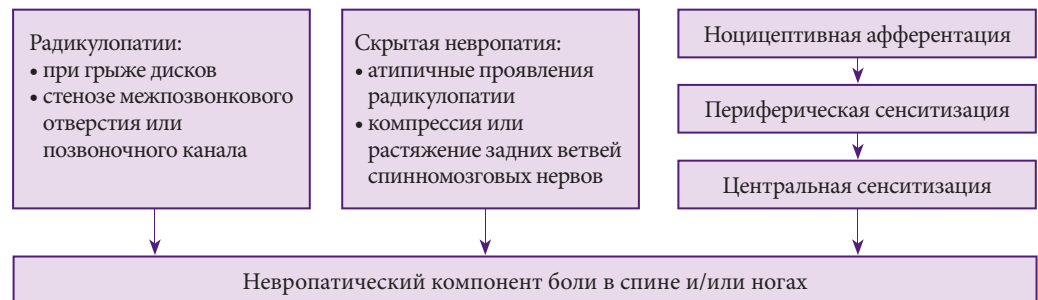 Радикулопатии:
• при грыже дисков
• стенозе межпозвонкового
отверстия или
позвоночного канала
Скрытая невропатия:
• атипичные проявления
радикулопатии
• компрессия или
растяжение задних ветвей
спинномозговых нервов
Ноцицептивная афферентация
Периферическая сенситизация
Центральная сенситизация
Невропатический компонент боли в спине и/или ногах